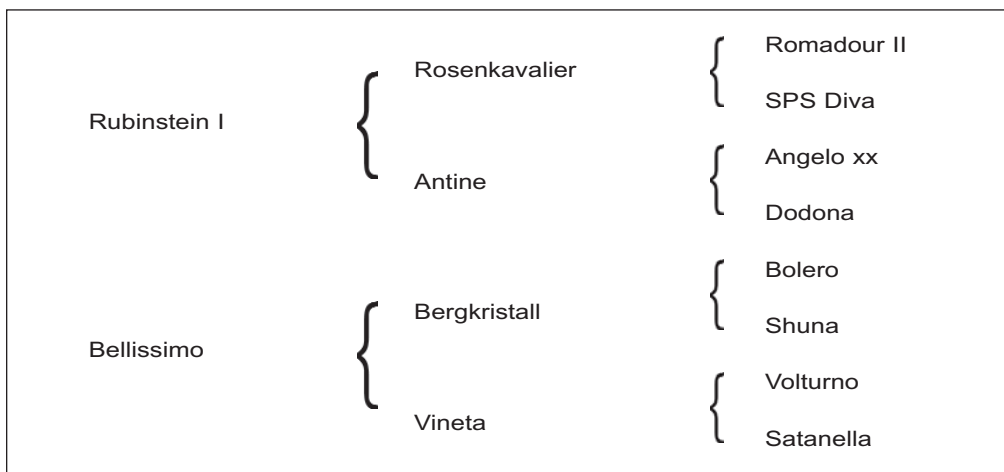 Romadour II
Rosenkavalier
SPS Diva
Rubinstein I
Angelo xx
Antine
Dodona
Bolero
Bergkristall
Shuna
Bellissimo
Volturno
Vineta
Satanella